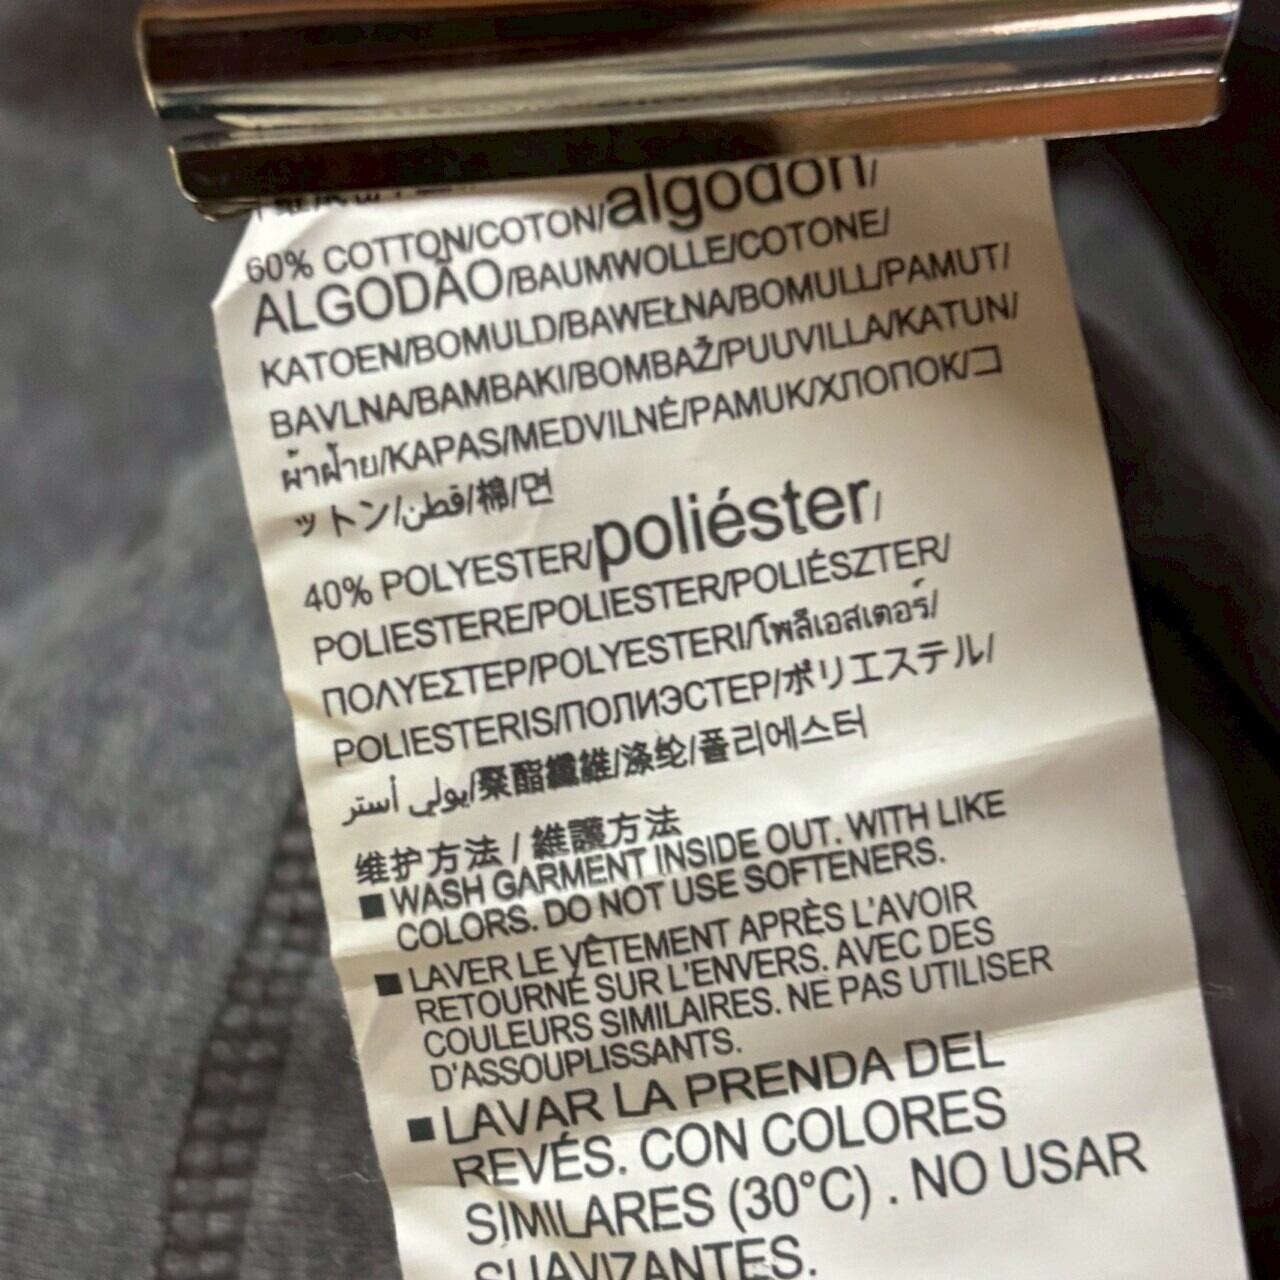 60% COTTON/COTON/algodón/
ALGODÃO/BAUMWOLLE/COTONE/
KATOEN/BOMULD/BAWEŁNA/BOMULL/PAMUT/
BAVLNA/BAMBAKI/BOMBAŽ/PUUVILLA/KATUN/
ผ้าฝ้าย/KAPAS/MEDVILNĖ/PAMUK/ХЛОПОК/コ
ットン/قطن/棉/면
40% POLYESTER/poliéster/
POLIESTERE/POLIESTER/POLIÉSZTER/
ΠΟΛΥΕΣΤΕΡ/POLYESTERI/โพลีเอสเตอร์/
POLIESTERIS/ПОЛИЭСТЕР/ポリエステル/
بولي أستر/聚酯纖維/涤纶/폴리에스터
维护方法 / 維護方法
■ WASH GARMENT INSIDE OUT. WITH LIKE
COLORS. DO NOT USE SOFTENERS.
■ LAVER LE VÊTEMENT APRÈS L'AVOIR
RETOURNÉ SUR L'ENVERS. AVEC DES
COULEURS SIMILAIRES. NE PAS UTILISER
D'ASSOUPLISSANTS.
■ LAVAR LA PRENDA DEL
REVÉS. CON COLORES
SIMILARES (30°C) . NO USAR
SUAVIZANTES.